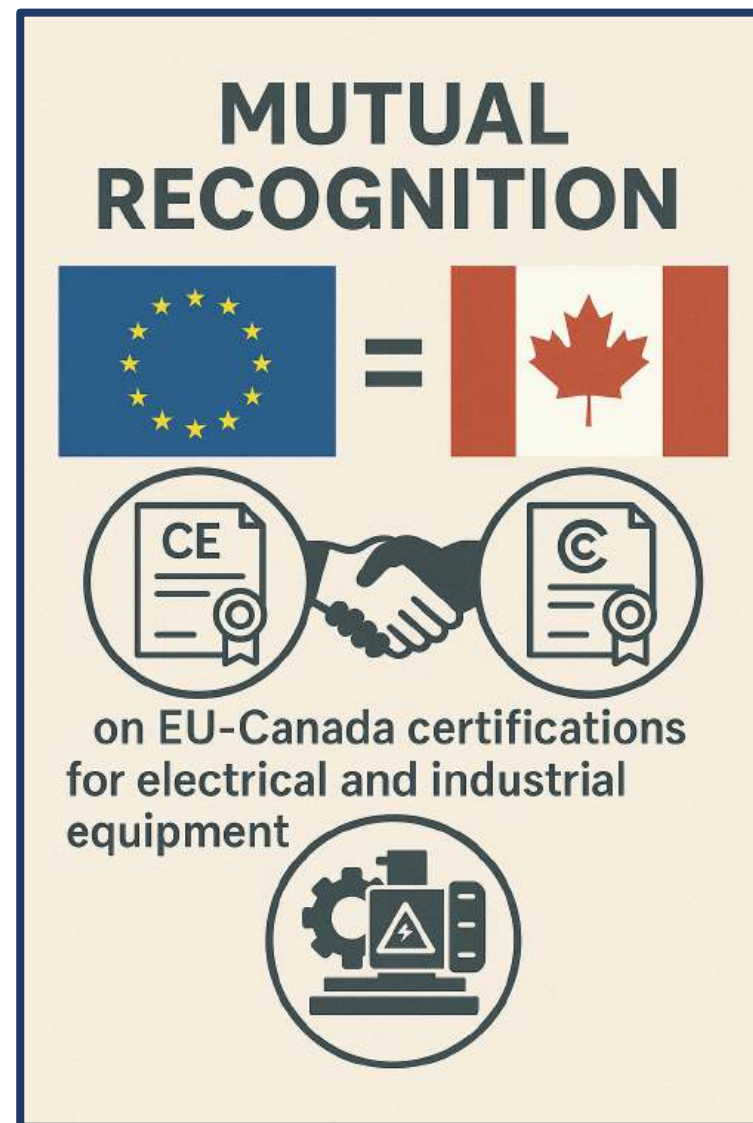 MUTUAL
RECOGNITION
CE
C
on EU-Canada certifications
for electrical and industrial
equipment